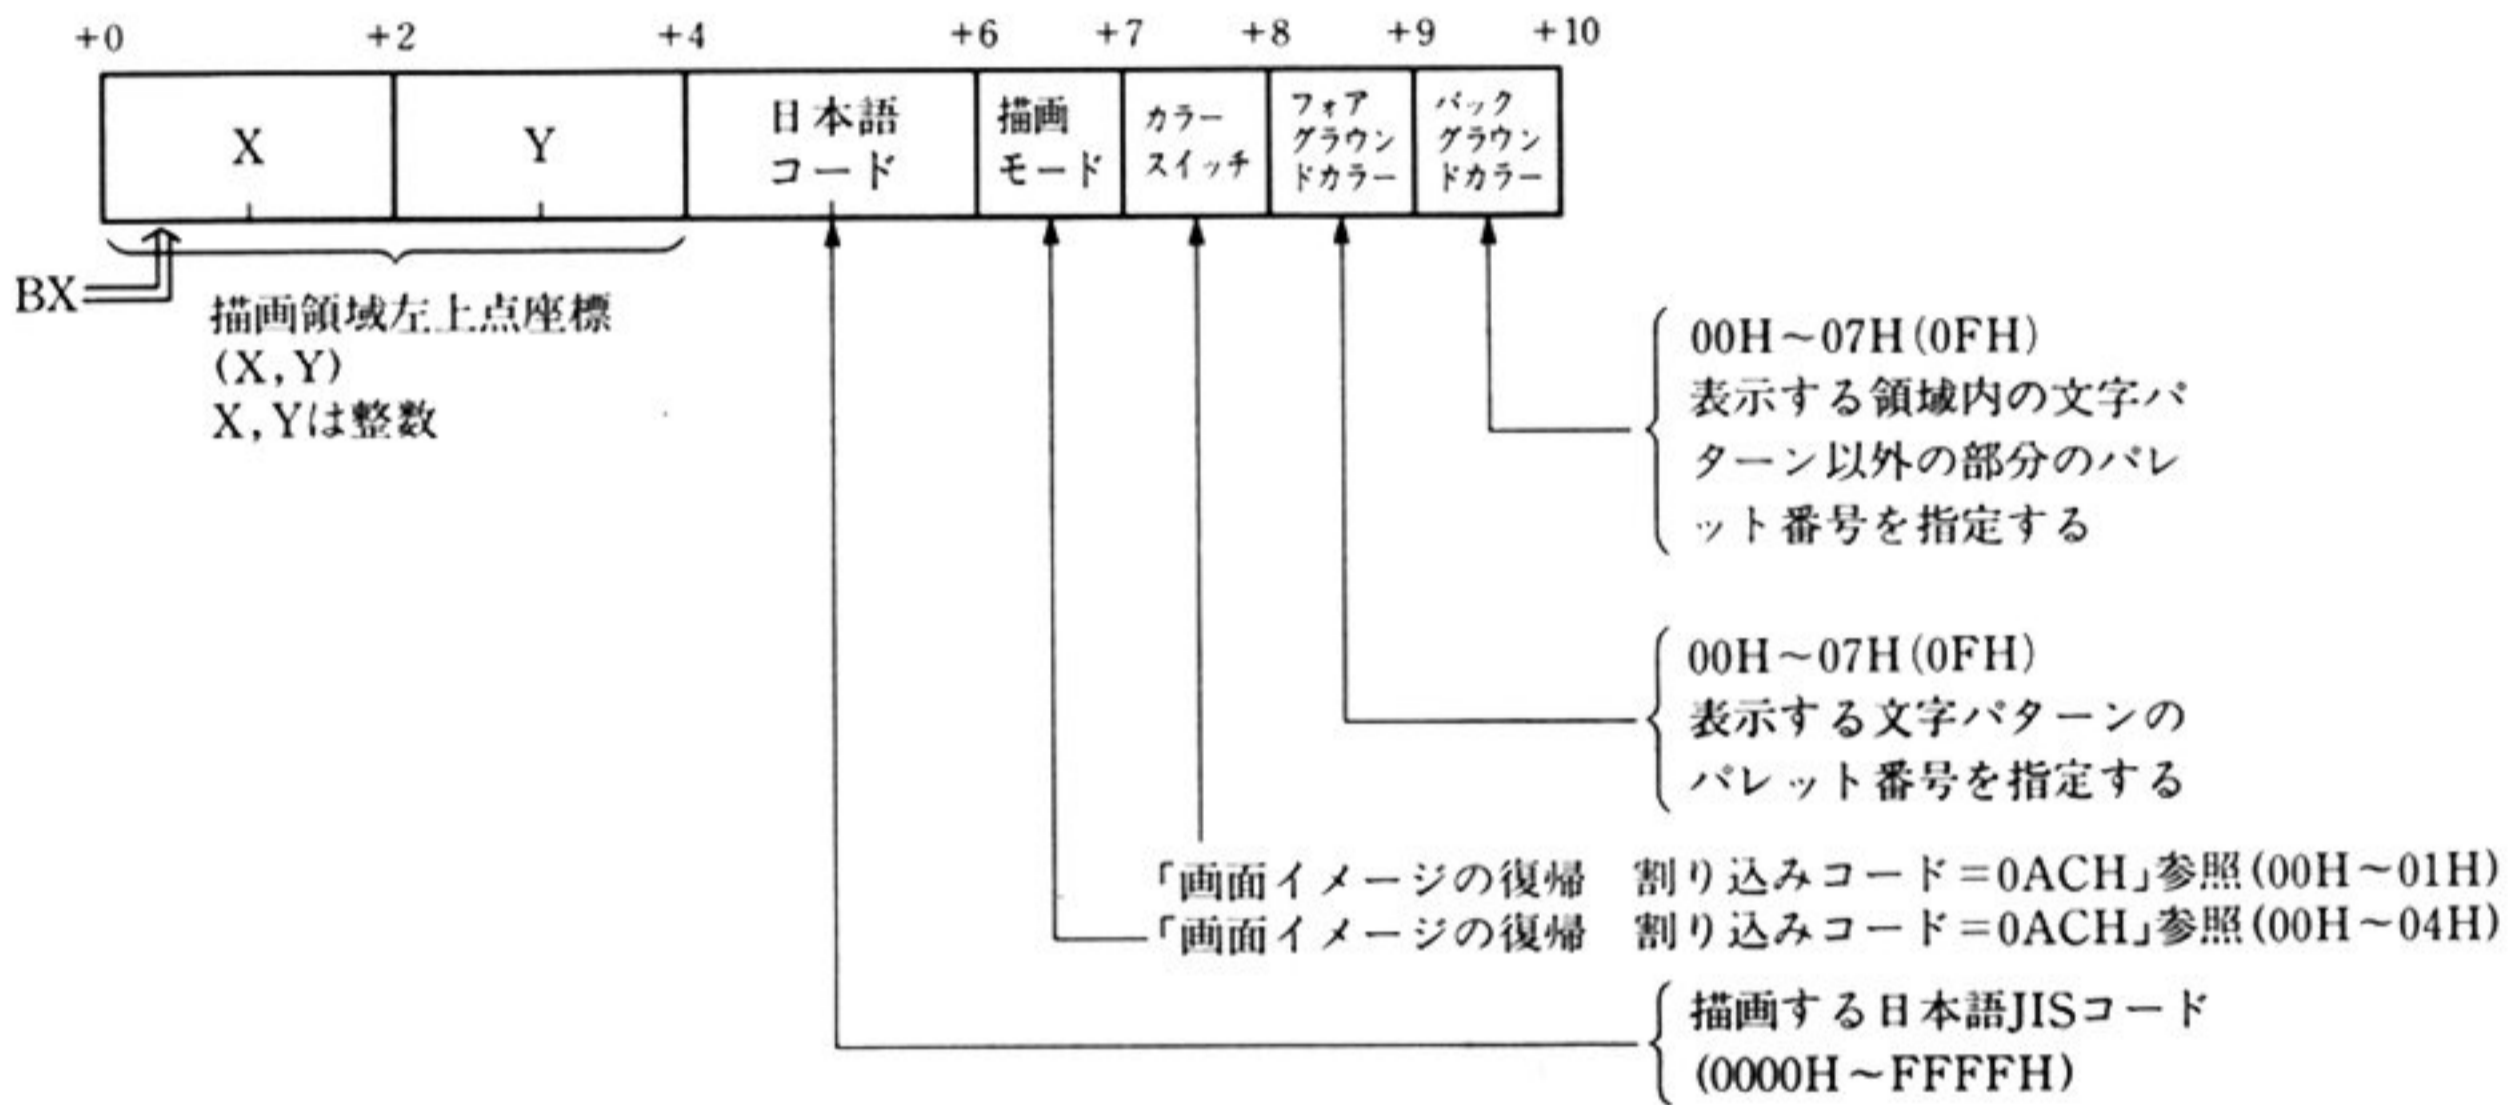 +0 +2 +4 +6 +7 +8 +9 +10
X
Y
日本語
コード
描画
モード
カラー
スイッチ
フォア
グラウン
ドカラー
バック
グラウン
ドカラー
BX
描画領域左上点座標
(X,Y)
X,Yは整数
00H～07H(0FH)
表示する領域内の文字パ
ターン以外の部分のパレ
ット番号を指定する
00H～07H(0FH)
表示する文字パターンの
パレット番号を指定する
「画面イメージの復帰　割り込みコード=0ACH」参照(00H～01H)
「画面イメージの復帰　割り込みコード=0ACH」参照(00H～04H)
描画する日本語JISコード
(0000H～FFFFH)